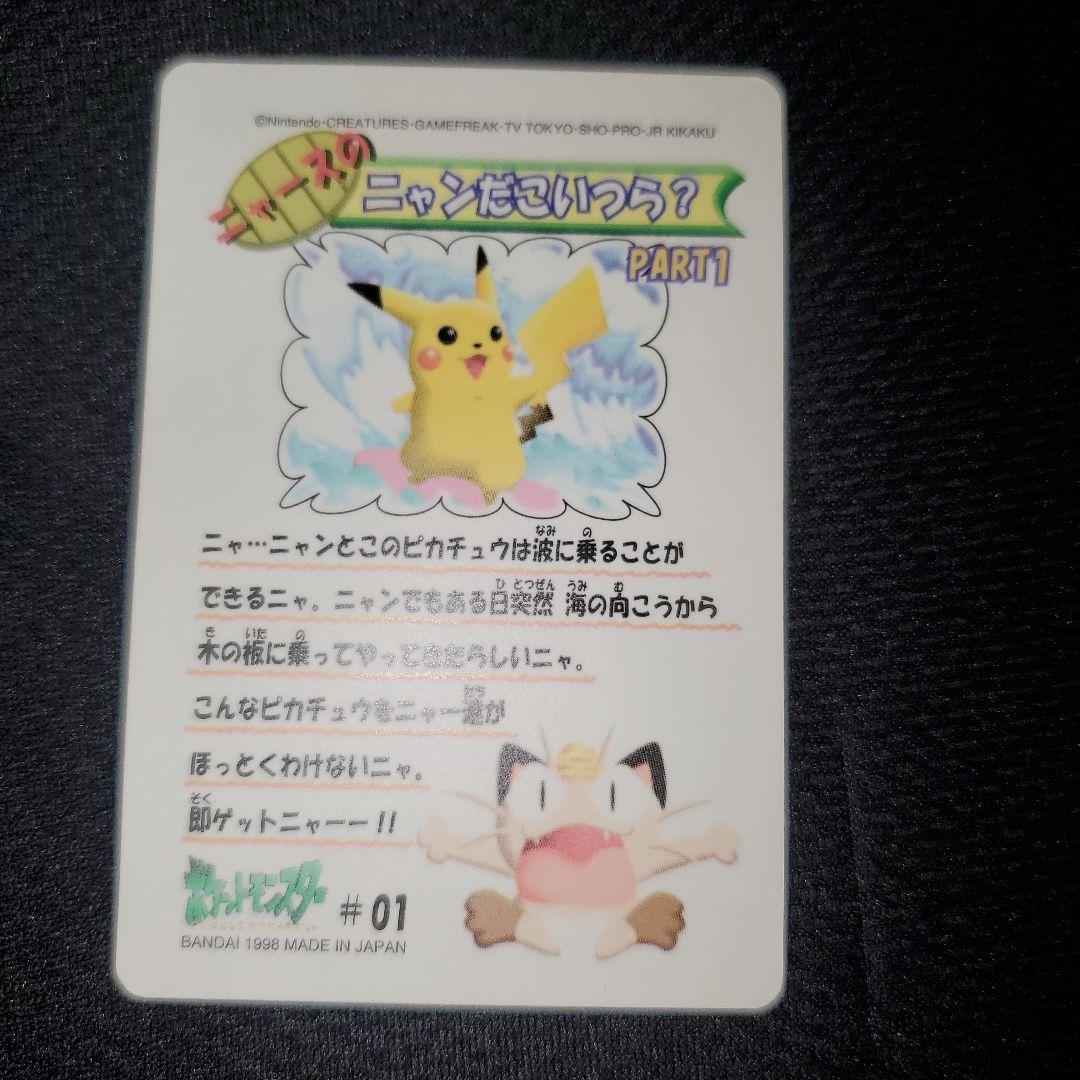 ©Nintendo·CREATURES·GAMEFREAK·TV TOKYO·SHO-PRO·JR KIKAKU
ニャースの
ニャンだこいつら?
PART1
ニャ…ニャンとこのピカチュウは波に乗ることが
できるニャ。ニャンでもある日突然 海の向こうから
木の板に乗ってやってきたらしいニャ。
こんなピカチュウをニャー達が
ほっとくわけないニャ。
即ゲットニャーー!!
ポケットモンスター
#01
BANDAI 1998 MADE IN JAPAN